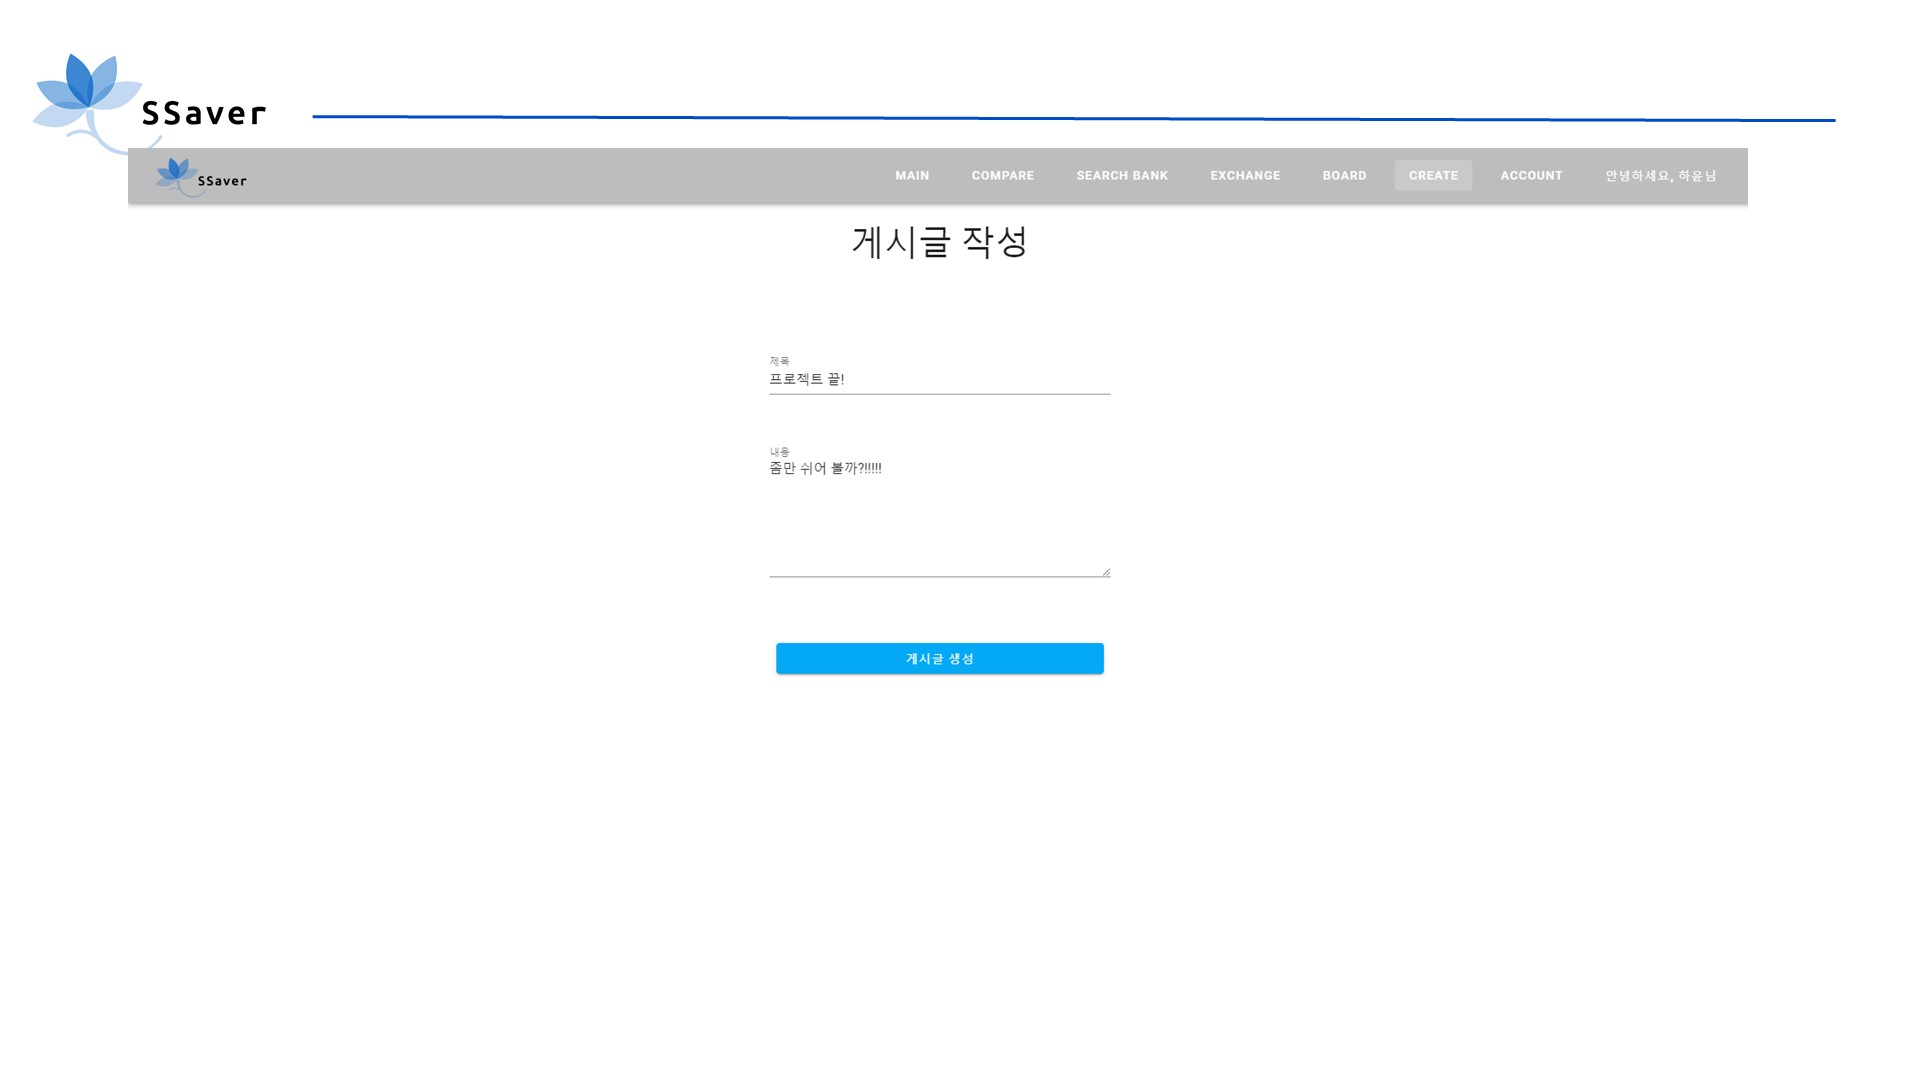 SSaver
SSaver MAIN COMPARE SEARCH BANK EXCHANGE BOARD CREATE ACCOUNT 안녕하세요, 하윤님
게시글 작성
제목
프로젝트 끝!
내용
좀만 쉬어 볼까?!!!!!
게시글 생성